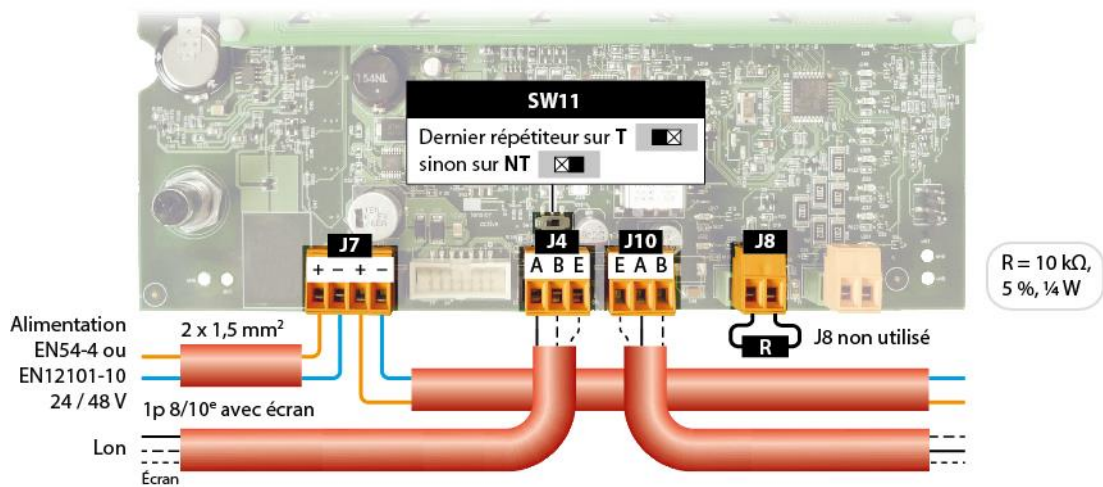 154NL
SW11
Dernier répétiteur sur T
sinon sur NT
J7
J4
J10
J8
+ − + −
A B E
E A B
R = 10 kΩ,
5 %, ¼ W
Alimentation
EN54-4 ou
EN12101-10
24 / 48 V
2 x 1,5 mm²
R
J8 non utilisé
1p 8/10ᵉ avec écran
Lon
Écran